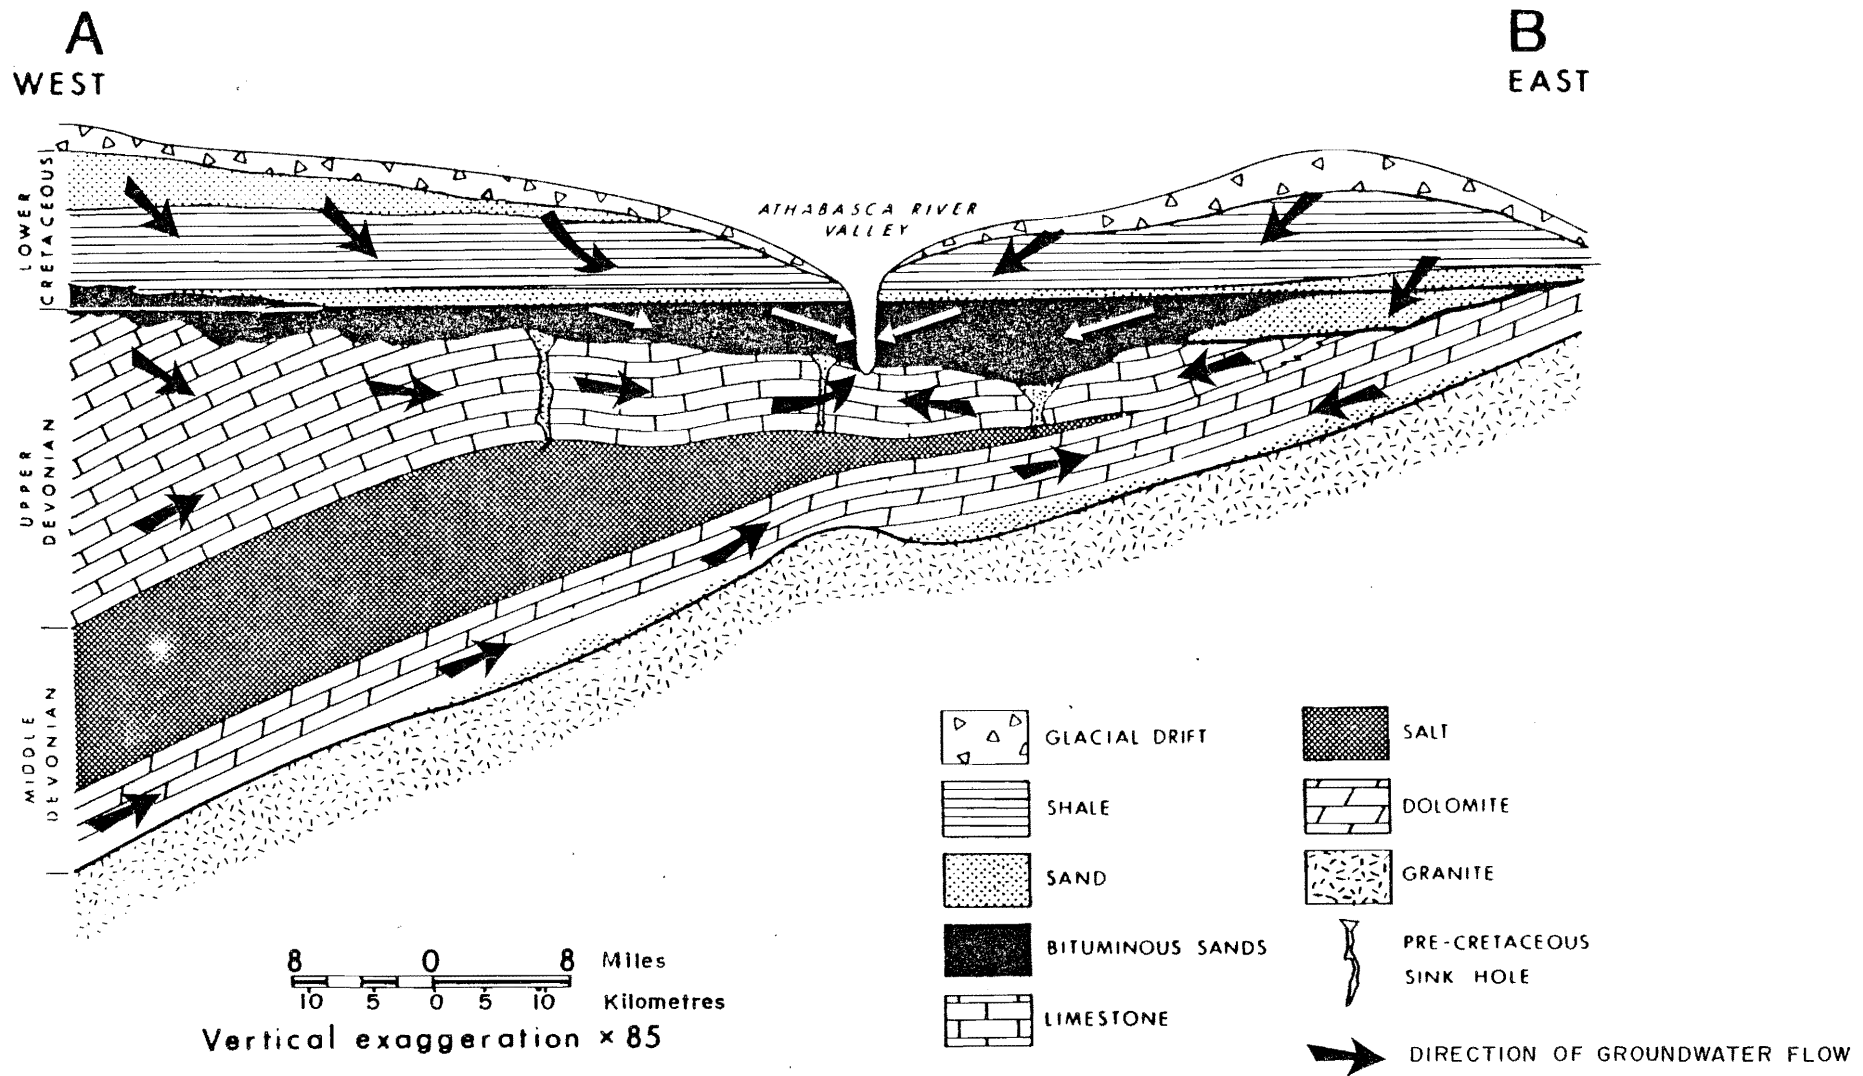 A
WEST
B
EAST
LOWER
CRETACEOUS
ATHABASCA RIVER
VALLEY
UPPER
DEVONIAN
MIDDLE
DEVONIAN
GLACIAL DRIFT
SHALE
SAND
BITUMINOUS SANDS
LIMESTONE
SALT
DOLOMITE
GRANITE
PRE-CRETACEOUS
SINK HOLE
DIRECTION OF GROUNDWATER FLOW
8 0 8 Miles
10 5 0 5 10 Kilometres
Vertical exaggeration × 85